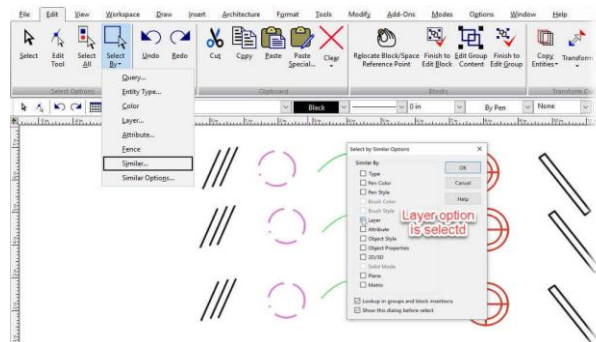 File Edit View Workspace Draw Insert Architecture Format Tools Modify Add-Ons Modes Options Window Help
Select Edit Tool Select All Select By Undo Redo Cut Copy Paste Paste Special... Clear Relocate Block/Space Reference Point Finish to Edit Block Edit Group Content Finish to Edit Group Copy Entities Transform
Select Options Clipboard Blocks
Black 0 in By Pen None
Query...
Entity Type...
Color
Layer...
Attribute...
Fence
Similar...
Similar Options...
Select by Similar Options
Similar By
Type
Pen Color
Pen Style
Brush Color
Brush Style
Layer
Attribute
Object Style
Object Properties
2D/3D
Solid Mode
Plane
Matrix
OK
Cancel
Help
Lookup in groups and block insertions
Show this dialog before select
Layer option
is selectd